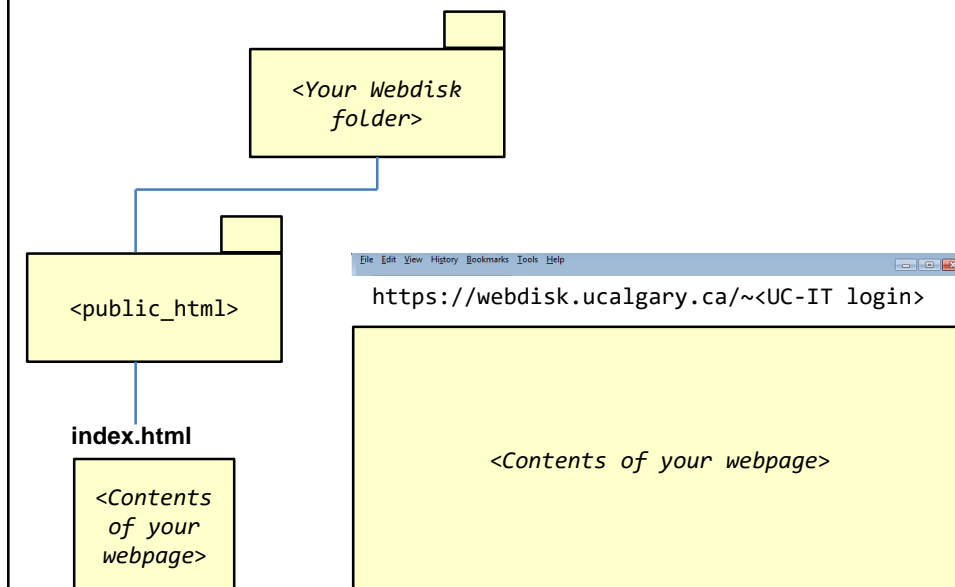 <Your Webdisk
folder>
<public_html>
File Edit View History Bookmarks Tools Help
https://webdisk.ucalgary.ca/~<UC-IT login>
index.html
<Contents
of your
webpage>
<Contents of your webpage>